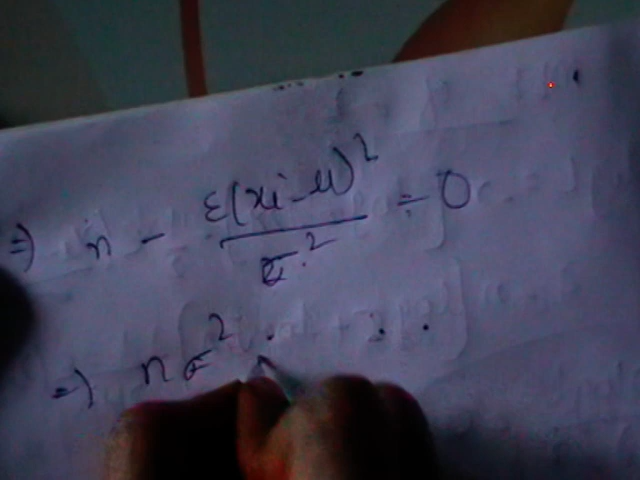 ⇒ n - Σ(xi-μ)² / σ² = 0
⇒ nσ²